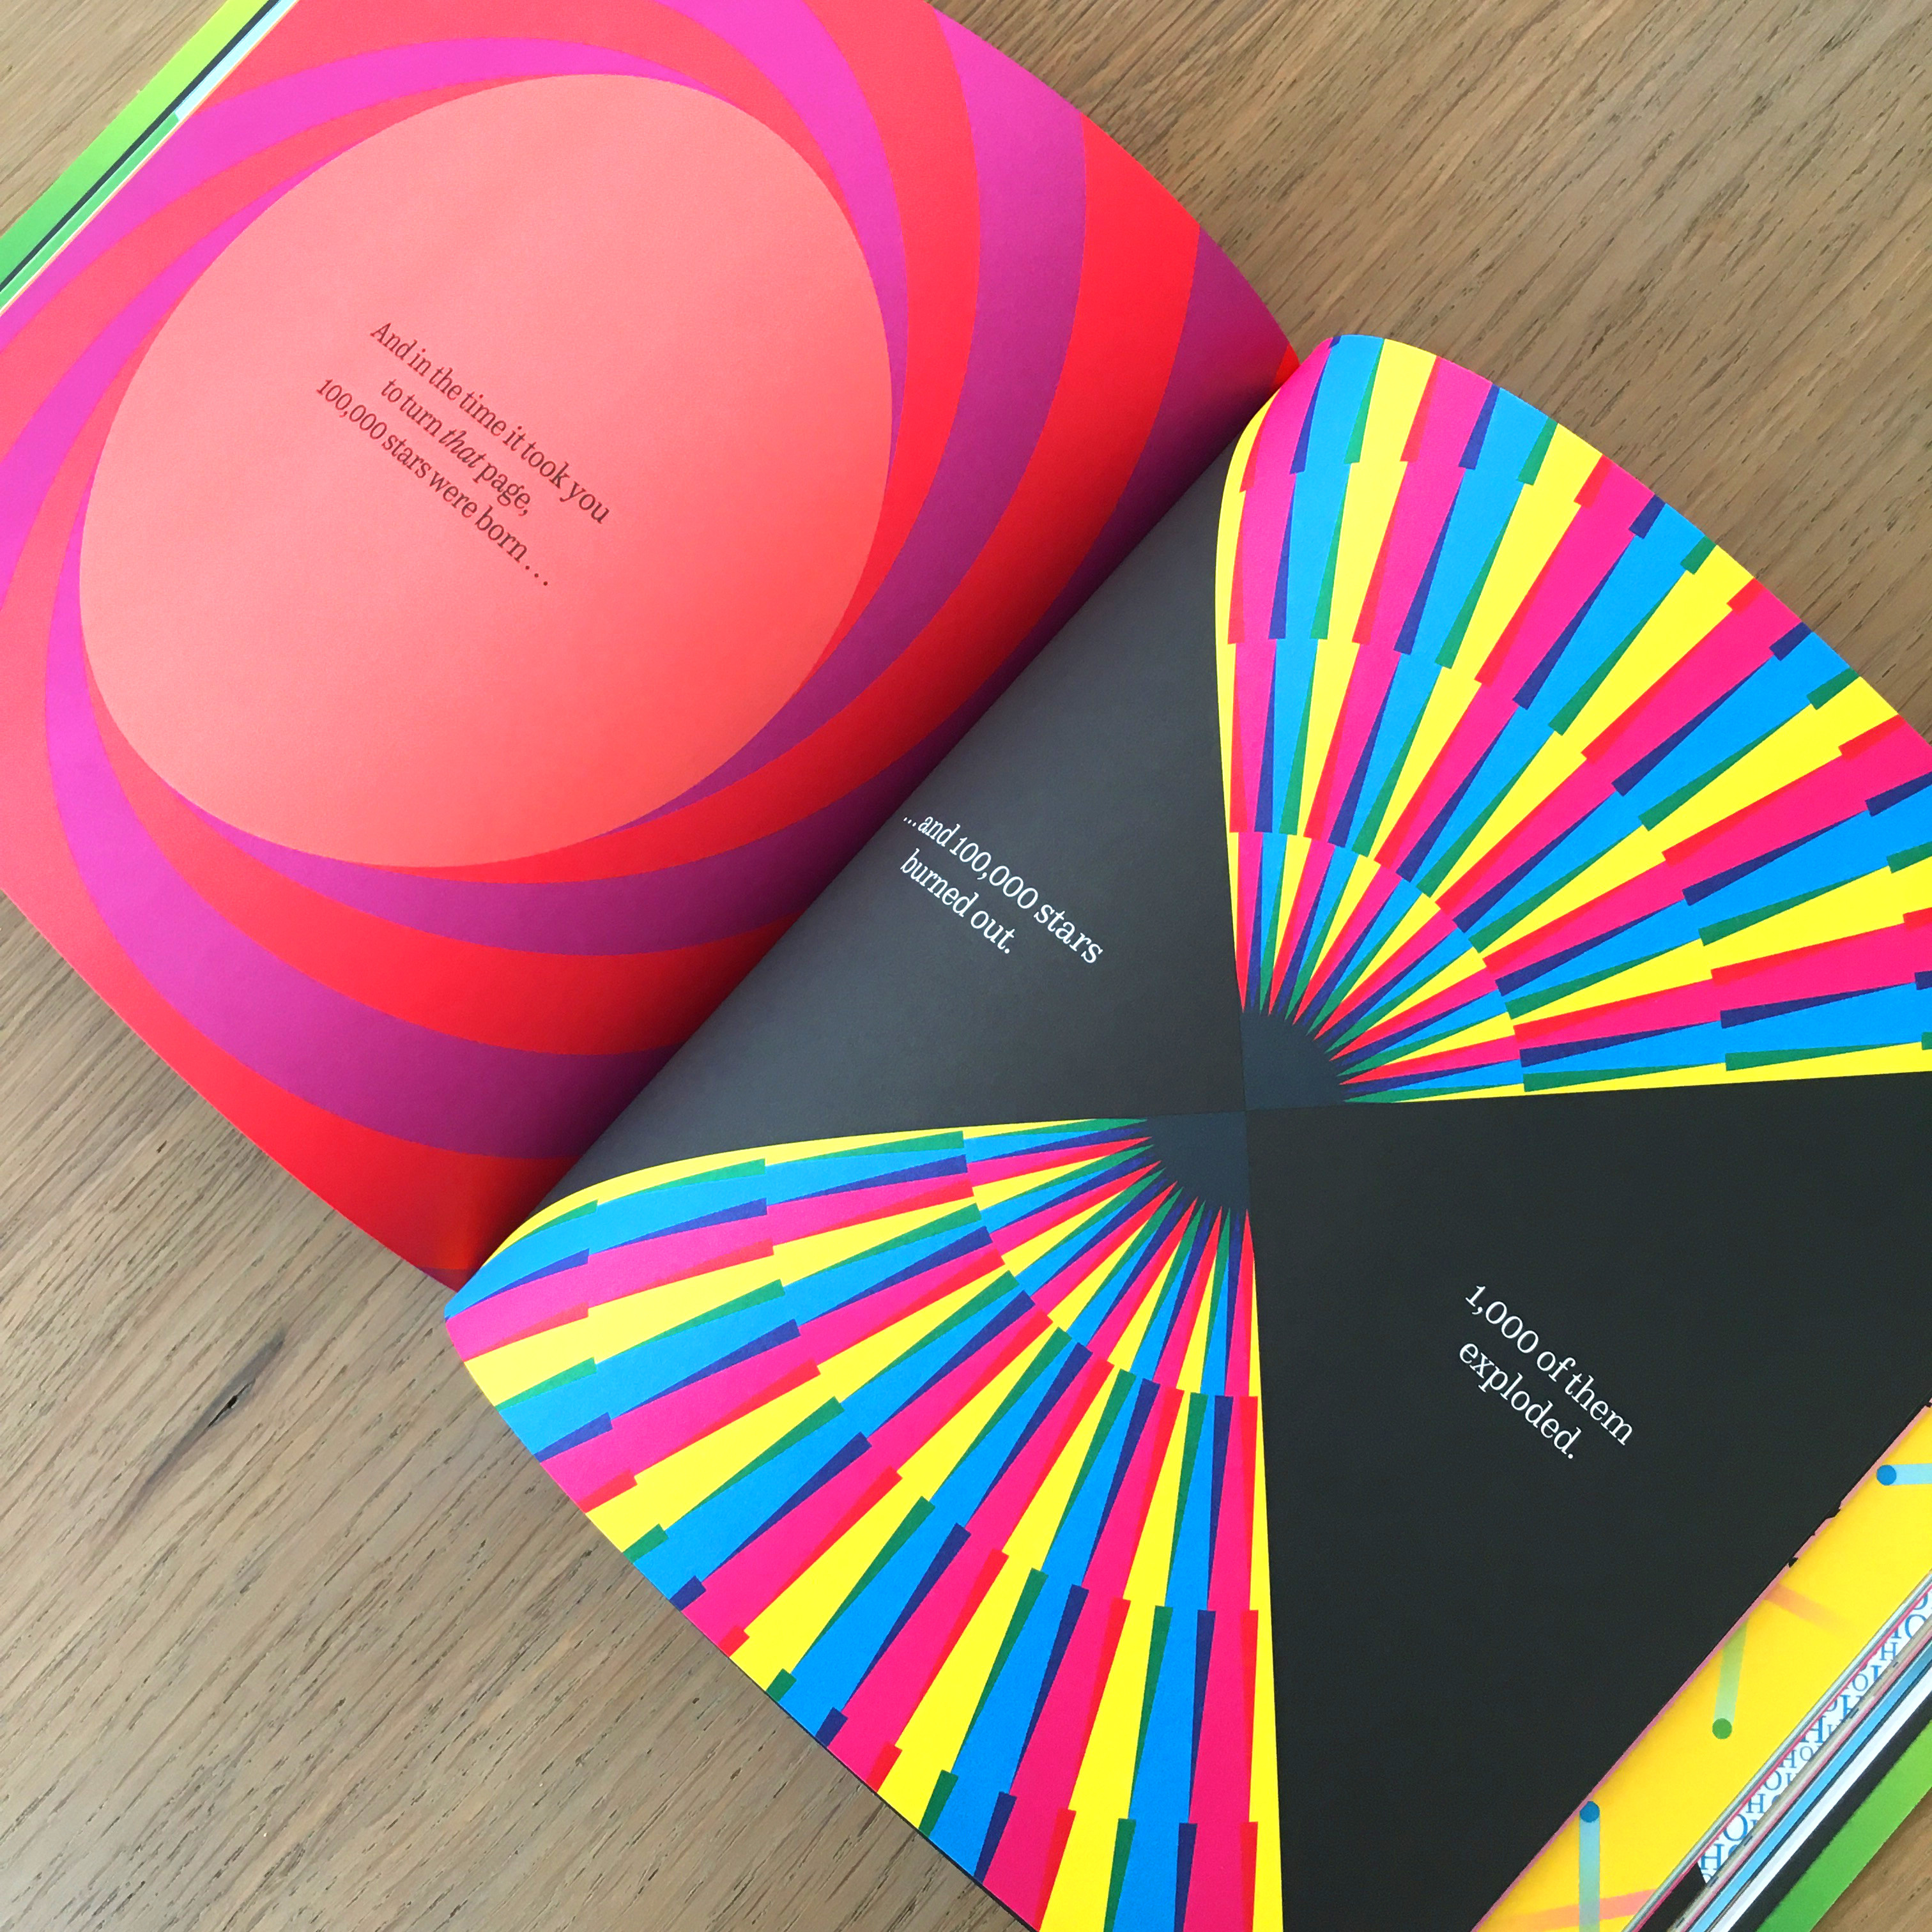 And in the time it took you
to turn that page,
100,000 stars were born . . .
...and 100,000 stars
burned out.
1,000 of them
exploded.